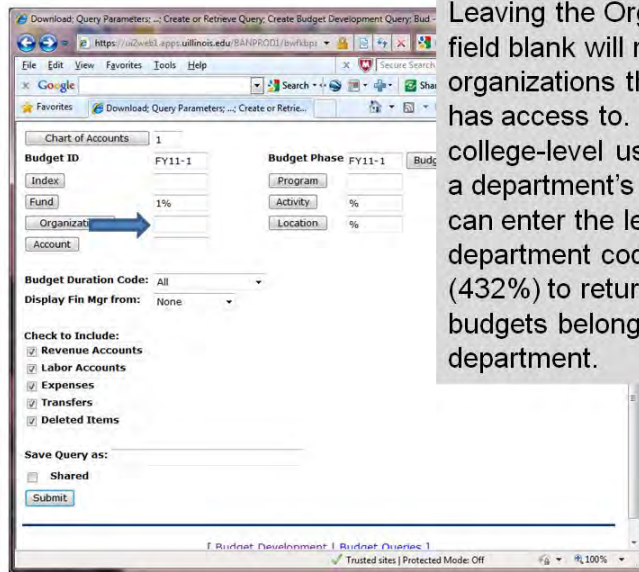 Download; Query Parameters; ...; Create or Retrieve Query; Create Budget Development Query; Bud -
https://ui2web1.apps.uillinois.edu/BANPROD1/bwfkbpr
File Edit View Favorites Tools Help
Secure Search
Google
Search
Shar
Favorites
Download; Query Parameters; ...; Create or Retrie...
Chart of Accounts 1
Budget ID FY11-1 Budget Phase FY11-1 Budg
Index Program
Fund 1% Activity %
Organizati Location %
Account
Budget Duration Code: All
Display Fin Mgr from: None
Check to Include:
Revenue Accounts
Labor Accounts
Expenses
Transfers
Deleted Items
Save Query as:
Shared
Submit
[ Budget Development | Budget Queries ]
Trusted sites | Protected Mode: Off 100%
Leaving the Org
field blank will r
organizations th
has access to.
college-level us
a department's
can enter the le
department cod
(432%) to retur
budgets belong
department.